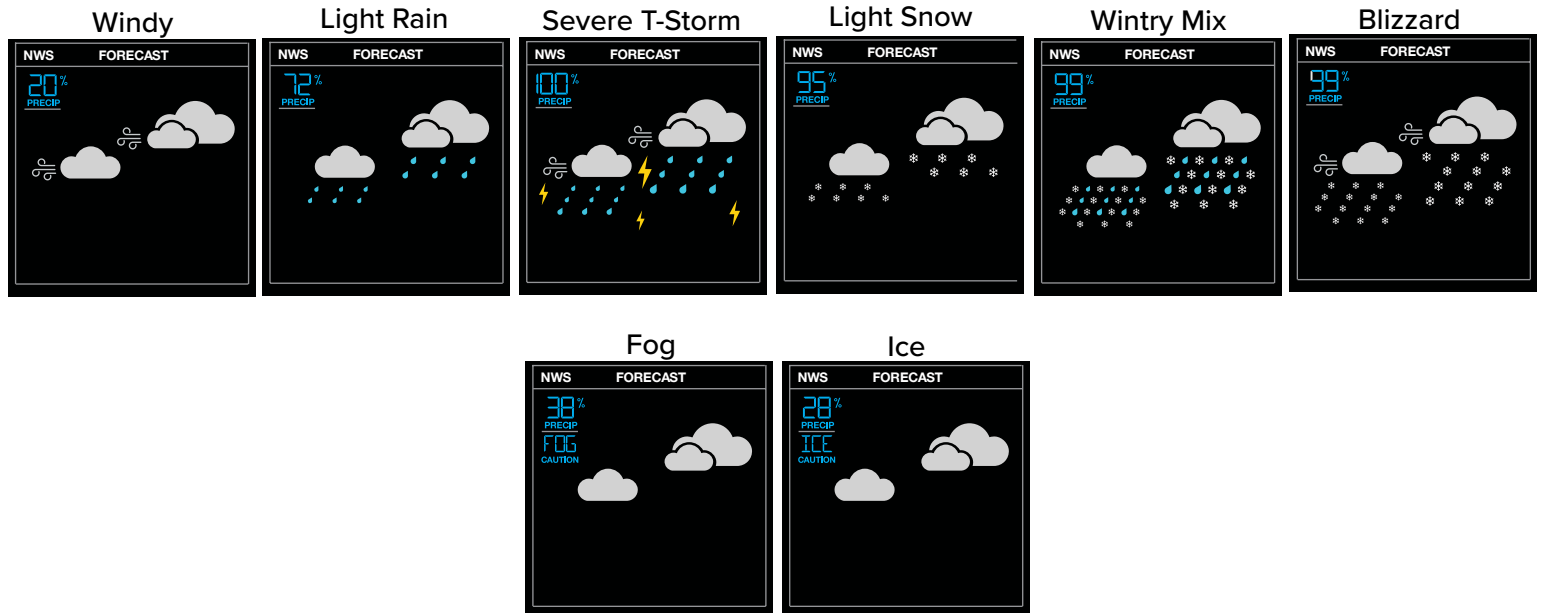 Windy
NWS FORECAST
20%
PRECIP
Light Rain
NWS FORECAST
72%
PRECIP
Severe T-Storm
NWS FORECAST
100%
PRECIP
Light Snow
NWS FORECAST
95%
PRECIP
Wintry Mix
NWS FORECAST
99%
PRECIP
Blizzard
NWS FORECAST
199%
PRECIP
Fog
NWS FORECAST
38%
PRECIP
FOG
CAUTION
Ice
NWS FORECAST
28%
PRECIP
ICE
CAUTION